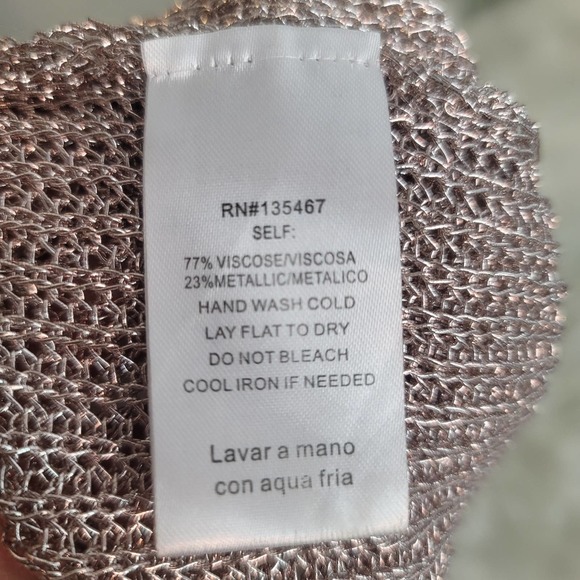 RN#135467
SELF:
77% VISCOSE/VISCOSA
23%METALLIC/METALICO
HAND WASH COLD
LAY FLAT TO DRY
DO NOT BLEACH
COOL IRON IF NEEDED
Lavar a mano
con aqua fria